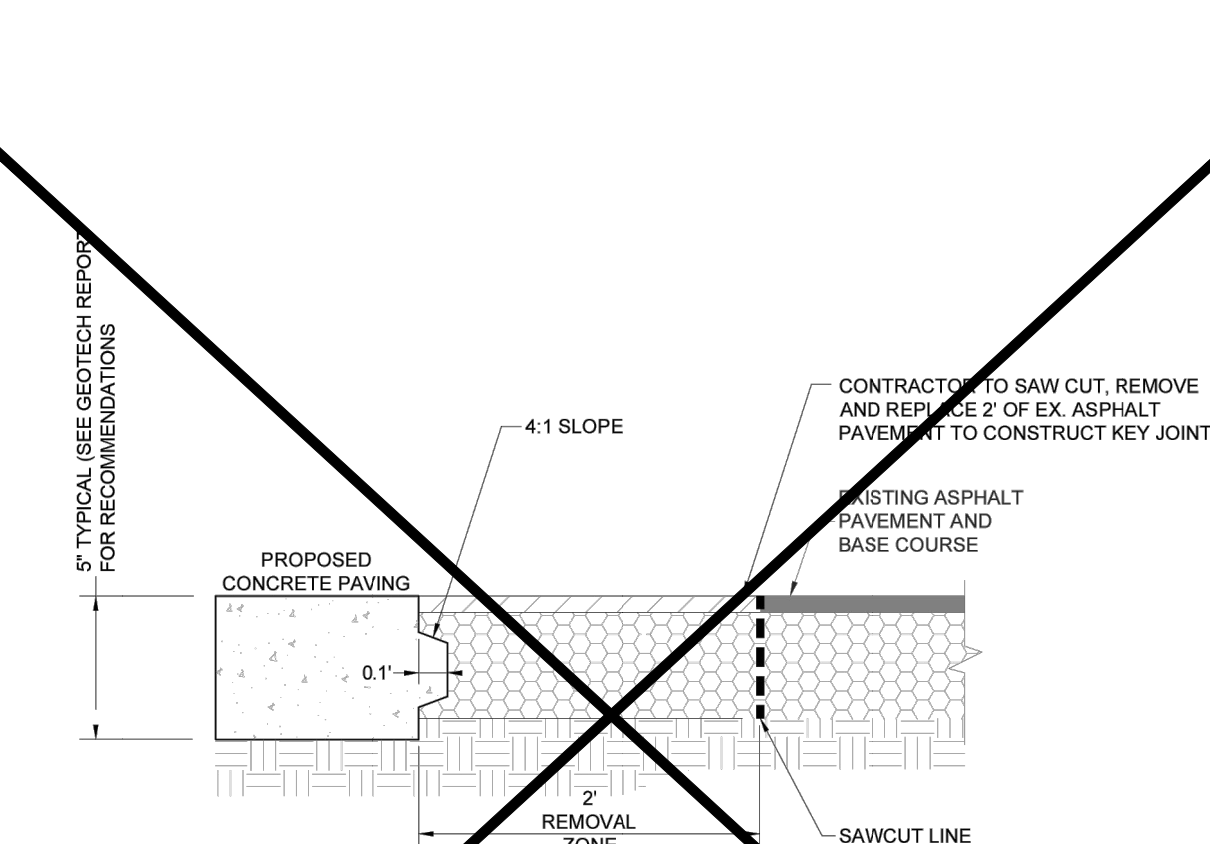 5" TYPICAL (SEE GEOTECH REPORT
FOR RECOMMENDATIONS
CONTRACTOR TO SAW CUT, REMOVE
AND REPLACE 2' OF EX. ASPHALT
PAVEMENT TO CONSTRUCT KEY JOINT
4:1 SLOPE
EXISTING ASPHALT
PAVEMENT AND
BASE COURSE
PROPOSED
CONCRETE PAVING
0.1'
2'
REMOVAL
ZONE
SAWCUT LINE